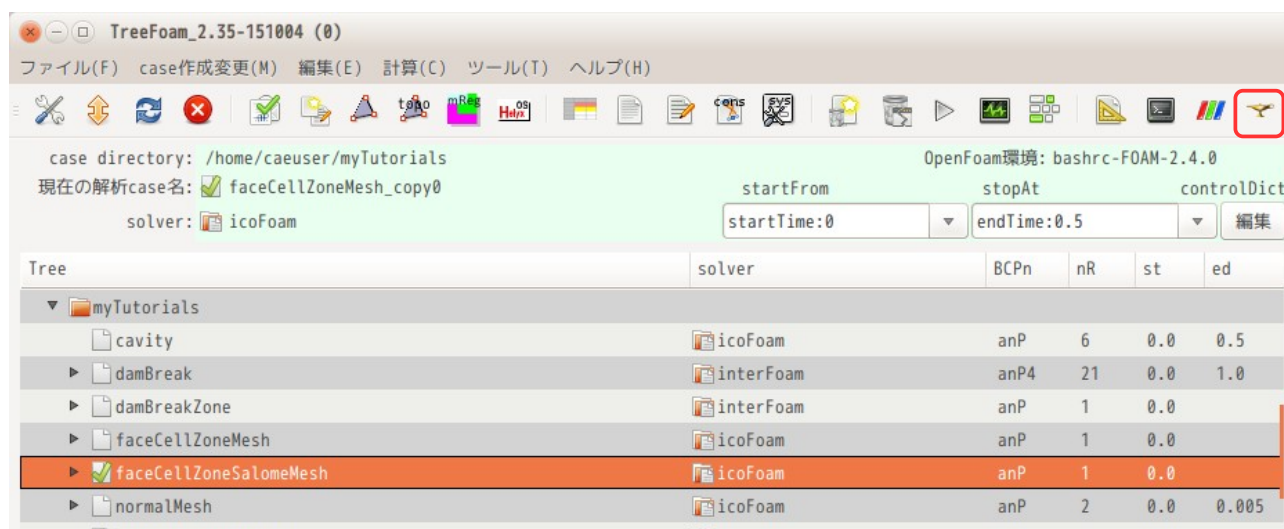 TreeFoam_2.35-151004 (0)
ファイル(F) case作成変更(M) 編集(E) 計算(C) ツール(T) ヘルプ(H)
topo mReg Helyx OS cons sys
case directory: /home/caeuser/myTutorials OpenFoam環境: bashrc-FOAM-2.4.0
現在の解析case名: faceCellZoneMesh_copy0 startFrom stopAt controlDict
solver: icoFoam startTime:0 endTime:0.5 編集
Tree solver BCPn nR st ed
myTutorials
cavity icoFoam anP 6 0.0 0.5
damBreak interFoam anP4 21 0.0 1.0
damBreakZone interFoam anP 1 0.0
faceCellZoneMesh icoFoam anP 1 0.0
faceCellZoneSalomeMesh icoFoam anP 1 0.0
normalMesh icoFoam anP 2 0.0 0.005